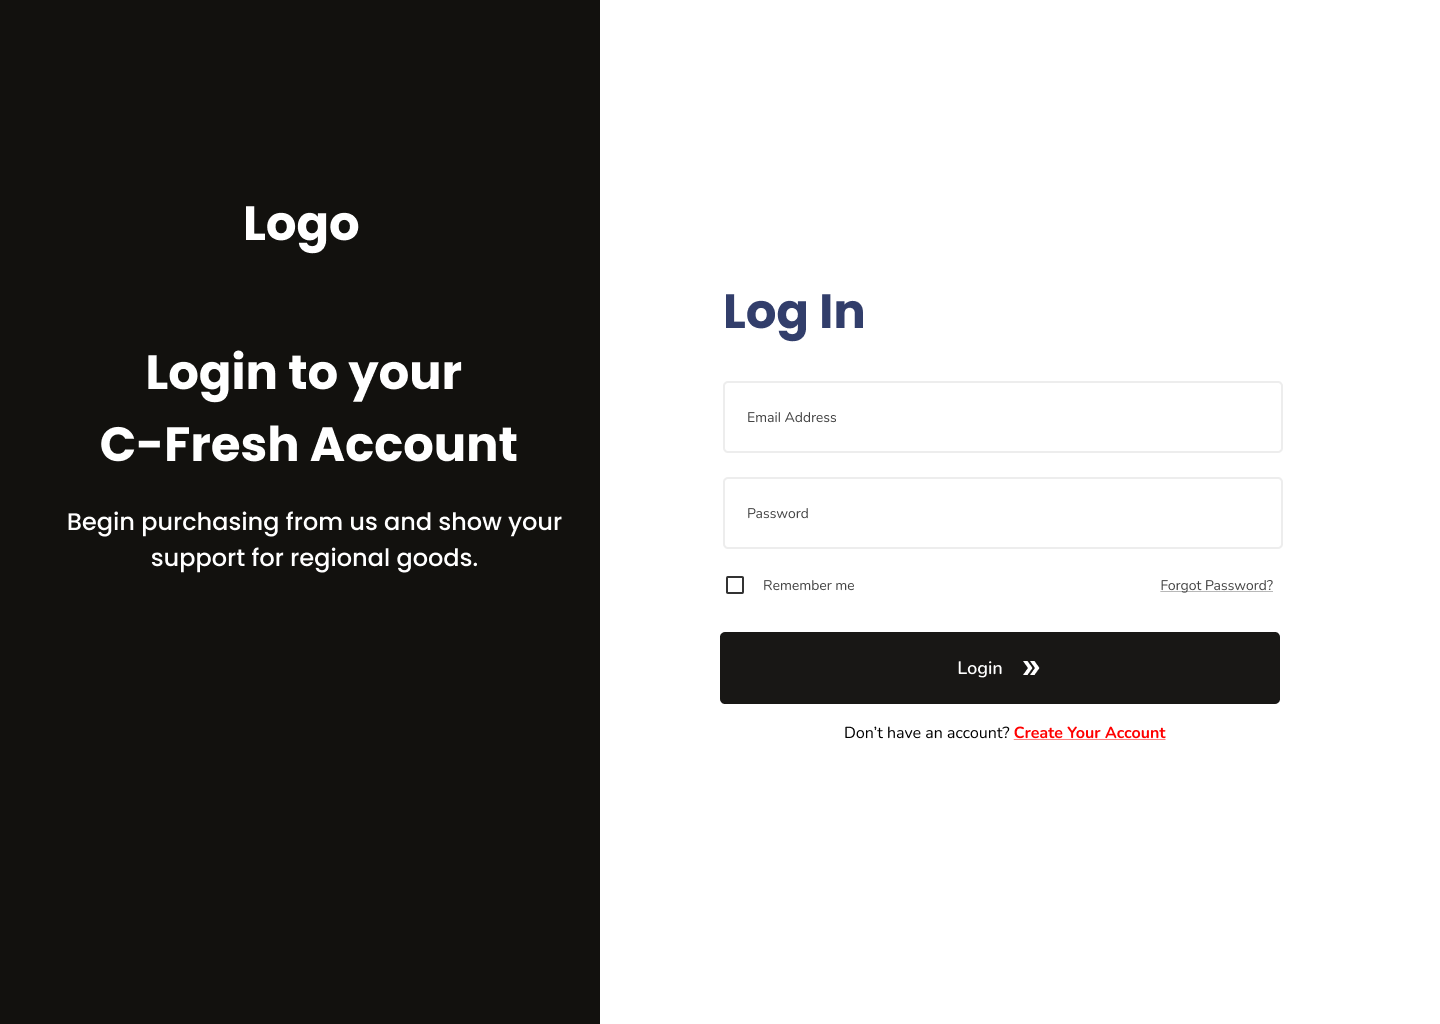 Logo
Login to your
C-Fresh Account
Begin purchasing from us and show your
support for regional goods.
Log In
Email Address
Password
Remember me
Forgot Password?
Login
Don't have an account? Create Your Account